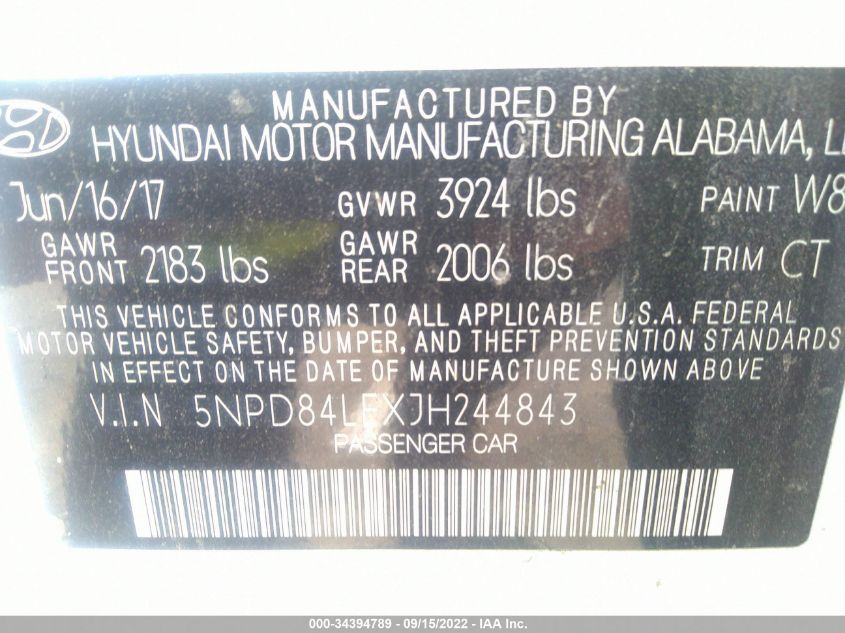 MANUFACTURED BY
HYUNDAI MOTOR MANUFACTURING ALABAMA,
Jun/16/17 GVWR 3924 lbs PAINT W8
GAWR FRONT 2183 lbs GAWR REAR 2006 lbs TRIM CT
THIS VEHICLE CONFORMS TO ALL APPLICABLE U.S.A. FEDERAL
MOTOR VEHICLE SAFETY, BUMPER, AND THEFT PREVENTION STANDARDS
IN EFFECT ON THE DATE OF MANUFACTURE SHOWN ABOVE
V.I.N 5NPD84LFXJH244843
PASSENGER CAR
000-34394789 - 09/15/2022 - IAA Inc.